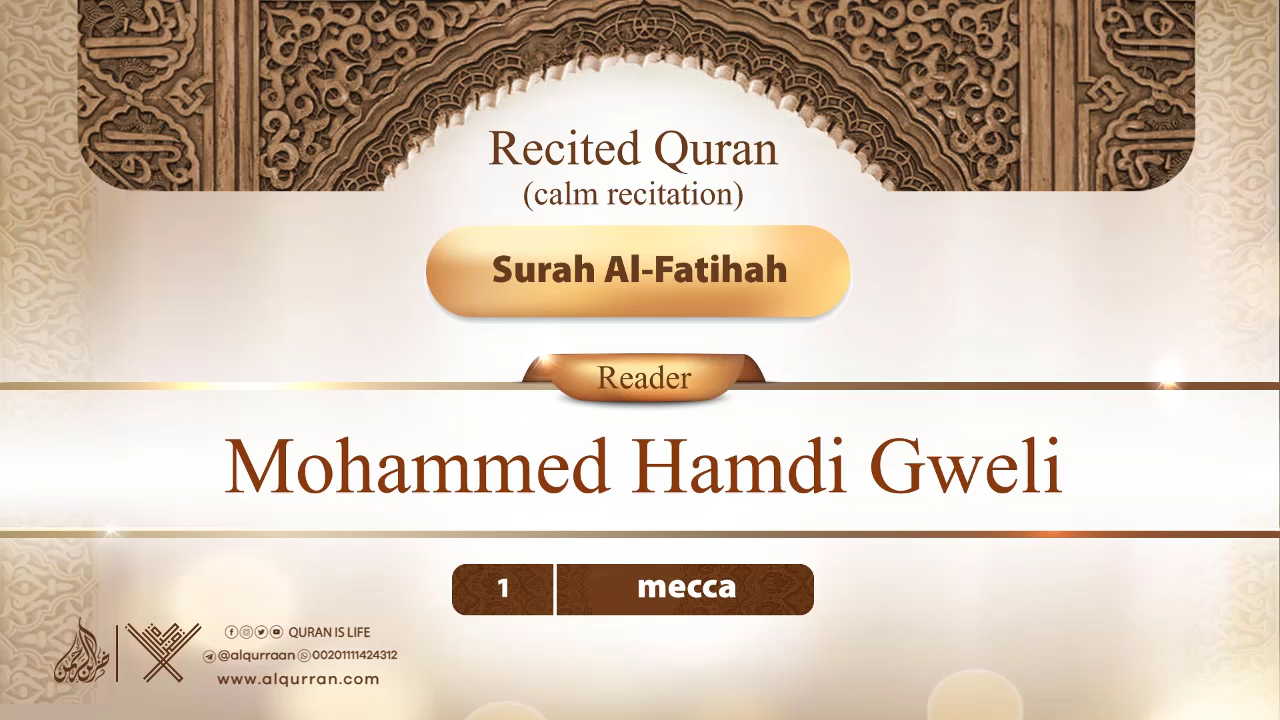 Recited Quran
(calm recitation)
Surah Al-Fatihah
Reader
Mohammed Hamdi Gweli
1 mecca
QURAN IS LIFE
@alqurraan 00201111424312
www.alqurran.com